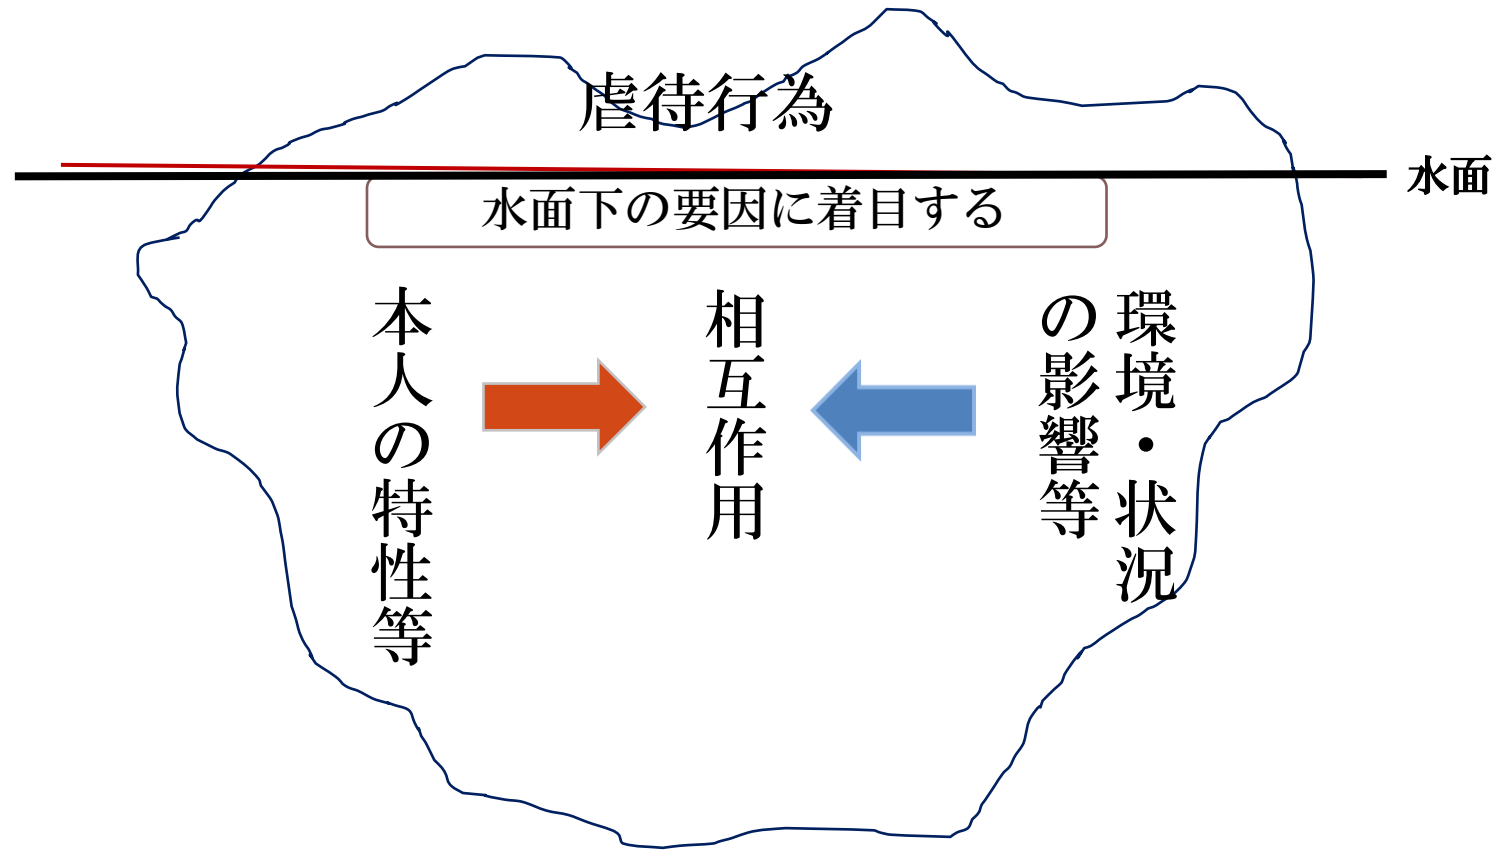 虐待行為
水面
水面下の要因に着目する
本人の特性等
相互作用
環境・状況
の影響等